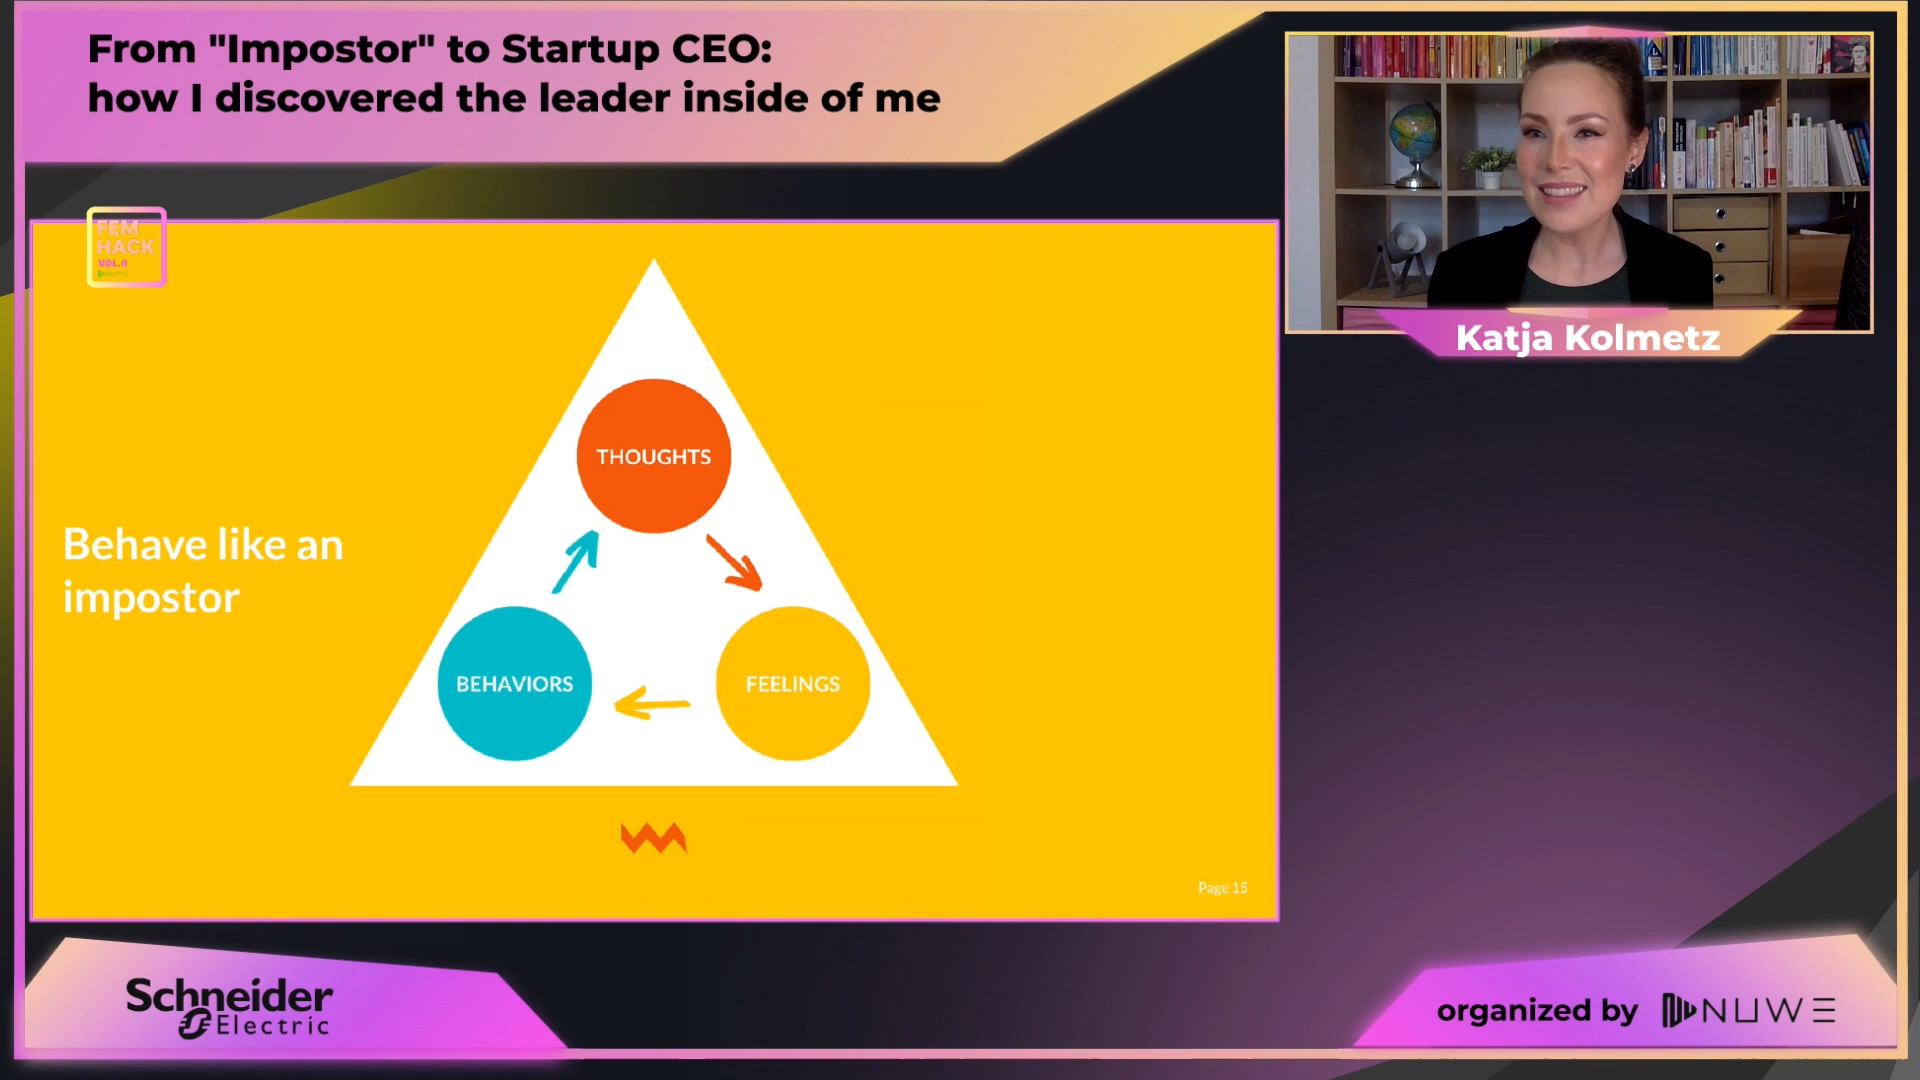 From "Impostor" to Startup CEO:
how I discovered the leader inside of me
FEM
HACK
VOL.II
Katja Kolmetz
Behave like an
impostor
THOUGHTS
BEHAVIORS
FEELINGS
Page 15
Schneider
Electric
organized by NUWE